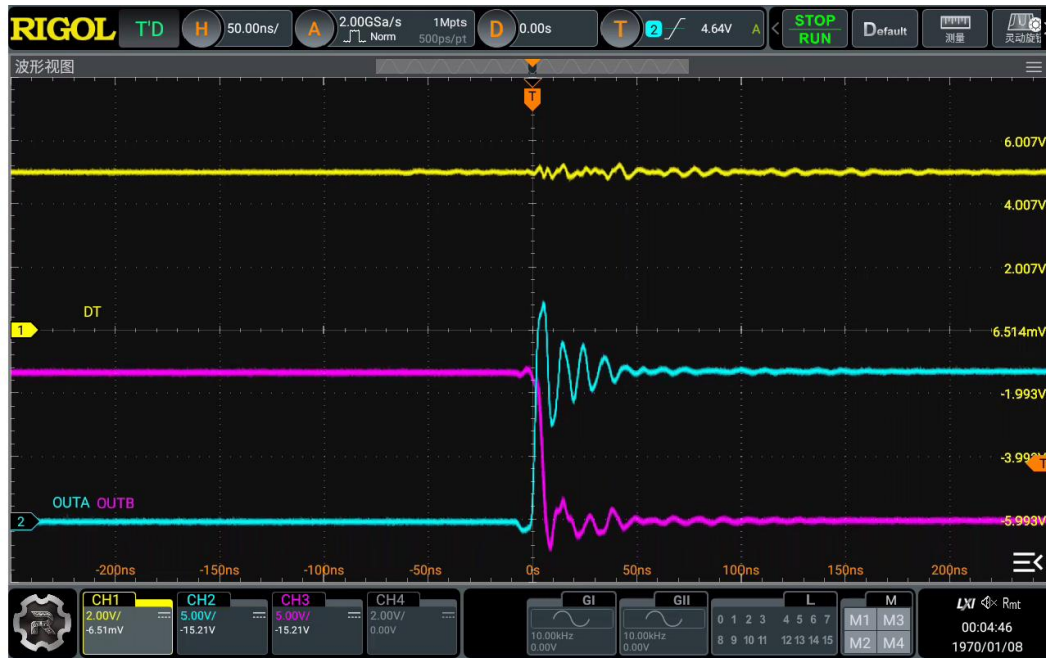 RIGOL T'D H 50.00ns/ A 2.00GSa/s 1Mpts Norm 500ps/pt D 0.00s T 2 4.64V A < STOP RUN Default 测量 灵动旋钮
波形视图
T
6.007V
4.007V
2.007V
DT
1
6.514mV
-1.993V
-3.993V
T
OUTA OUTB
2
-5.993V
-200ns -150ns -100ns -50ns 0s 50ns 100ns 150ns 200ns
CH1 CH2 CH3 CH4 GI GII L M
2.00V/ 5.00V/ 5.00V/ 2.00V/
-6.51mV -15.21V -15.21V 0.00V
10.00kHz 10.00kHz
0.00V 0.00V
0 1 2 3 4 5 6 7
8 9 10 11 12 13 14 15
M1 M3
M2 M4
LXI Rmt
00:04:46
1970/01/08